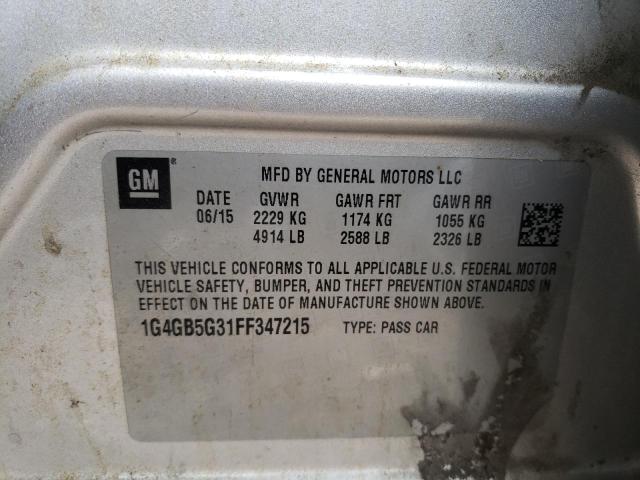 GM®
MFD BY GENERAL MOTORS LLC
DATE GVWR GAWR FRT GAWR RR
06/15 2229 KG 1174 KG 1055 KG
4914 LB 2588 LB 2326 LB
THIS VEHICLE CONFORMS TO ALL APPLICABLE U.S. FEDERAL MOTOR
VEHICLE SAFETY, BUMPER, AND THEFT PREVENTION STANDARDS IN
EFFECT ON THE DATE OF MANUFACTURE SHOWN ABOVE.
1G4GB5G31FF347215 TYPE: PASS CAR